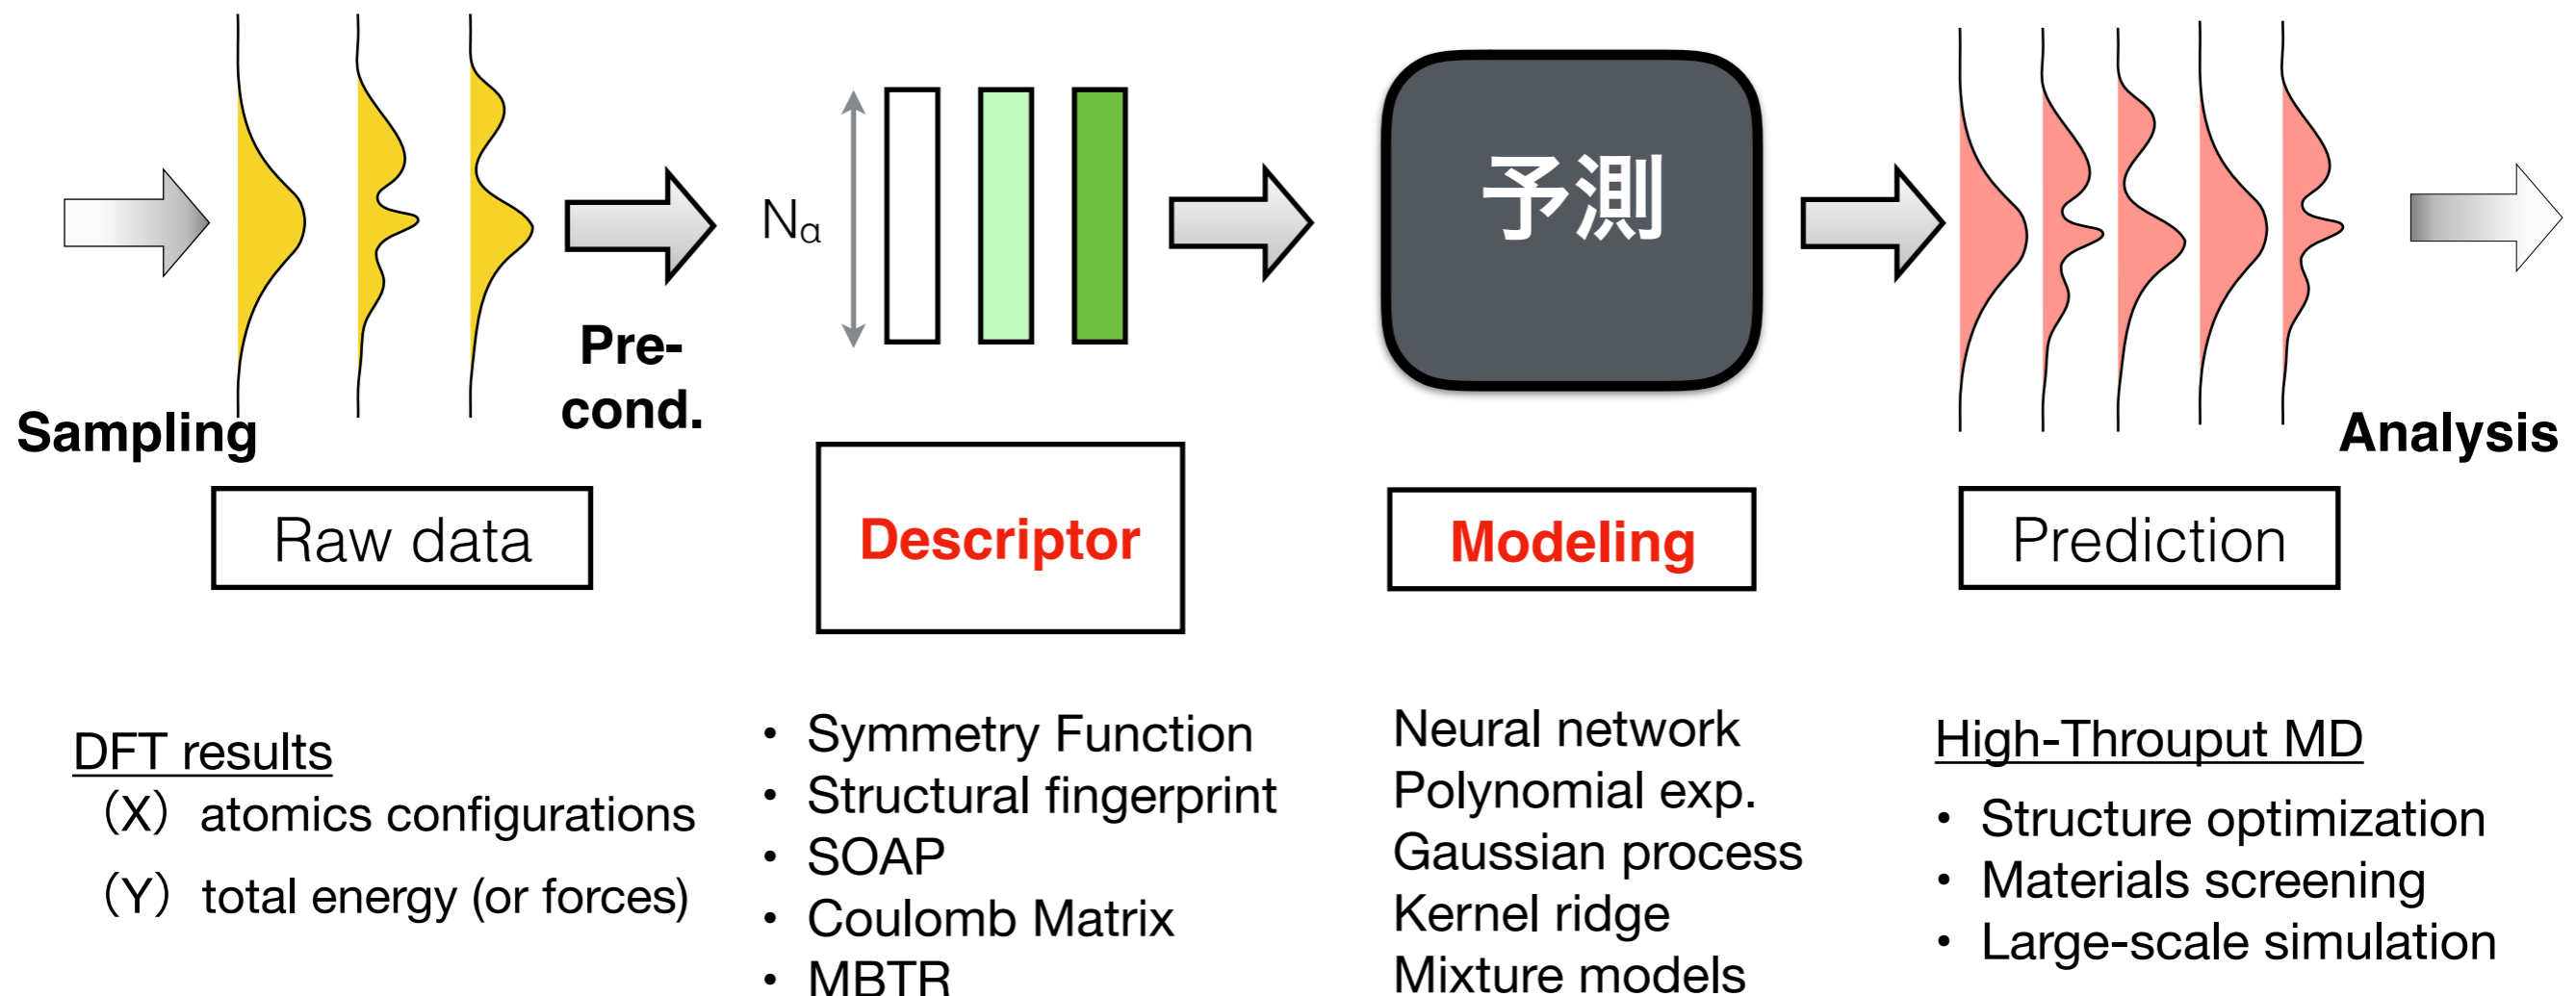 Sampling
Pre-
cond.
Nα
予測
Analysis
Raw data
Descriptor
Modeling
Prediction
DFT results
（X） atomics configurations
（Y） total energy (or forces)
・ Symmetry Function
・ Structural fingerprint
・ SOAP
・ Coulomb Matrix
・ MBTR
Neural network
Polynomial exp.
Gaussian process
Kernel ridge
Mixture models
High-Throuput MD
・ Structure optimization
・ Materials screening
・ Large-scale simulation